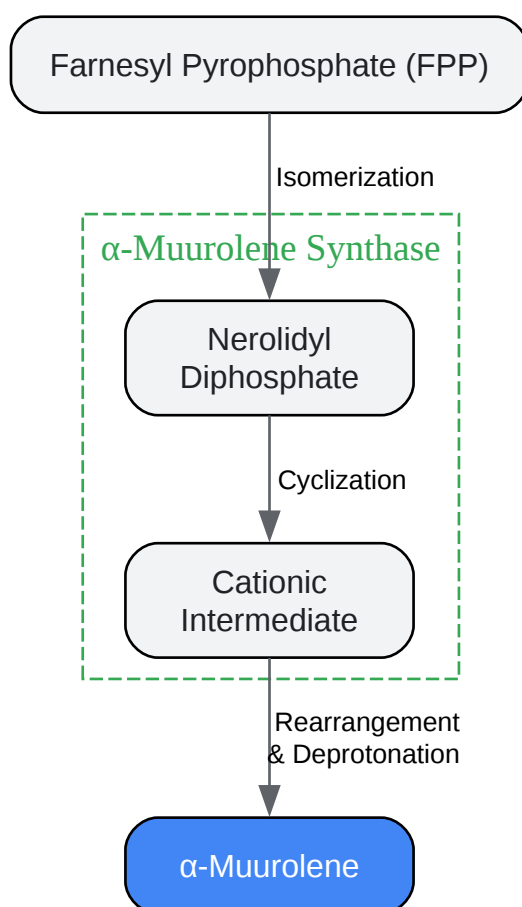 Farnesyl Pyrophosphate (FPP)
Isomerization
α-Muurolene Synthase
Nerolidyl
Diphosphate
Cyclization
Cationic
Intermediate
Rearrangement
& Deprotonation
α-Muurolene